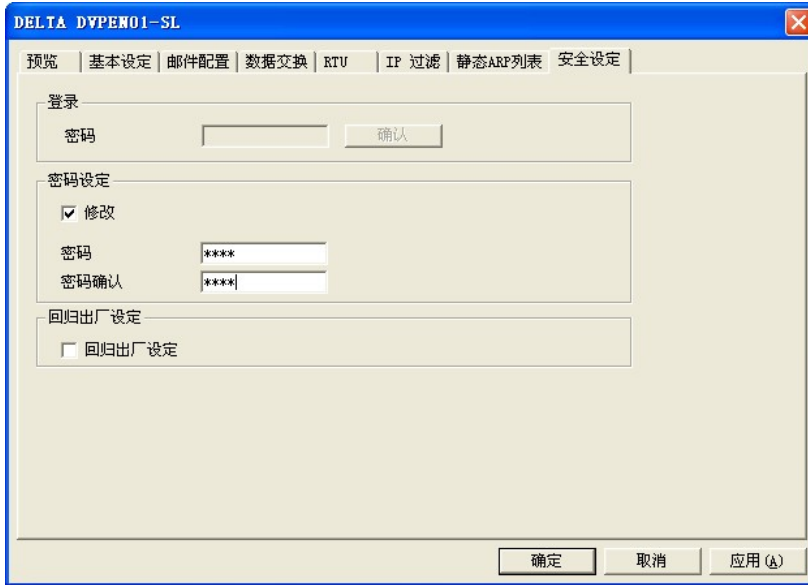 DELTA DVPEN01-SL
预览 基本设定 邮件配置 数据交换 RTU IP 过滤 静态ARP列表 安全设定
登录
密码 确认
密码设定
修改
密码 ****
密码确认 ****
回归出厂设定
回归出厂设定
确定 取消 应用(A)